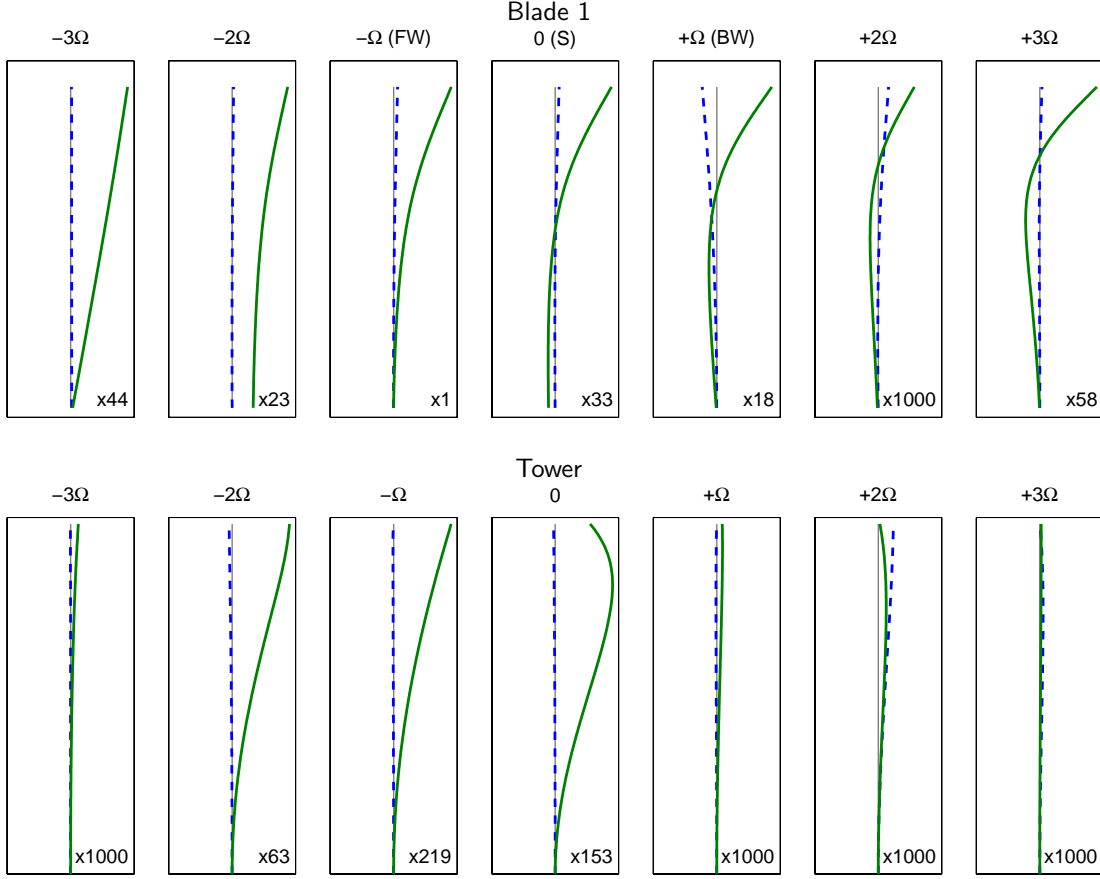 Blade 1
−3Ω −2Ω −Ω (FW) 0 (S) +Ω (BW) +2Ω +3Ω
x44 x23 x1 x33 x18 x1000 x58
Tower
−3Ω −2Ω −Ω 0 +Ω +2Ω +3Ω
x1000 x63 x219 x153 x1000 x1000 x1000